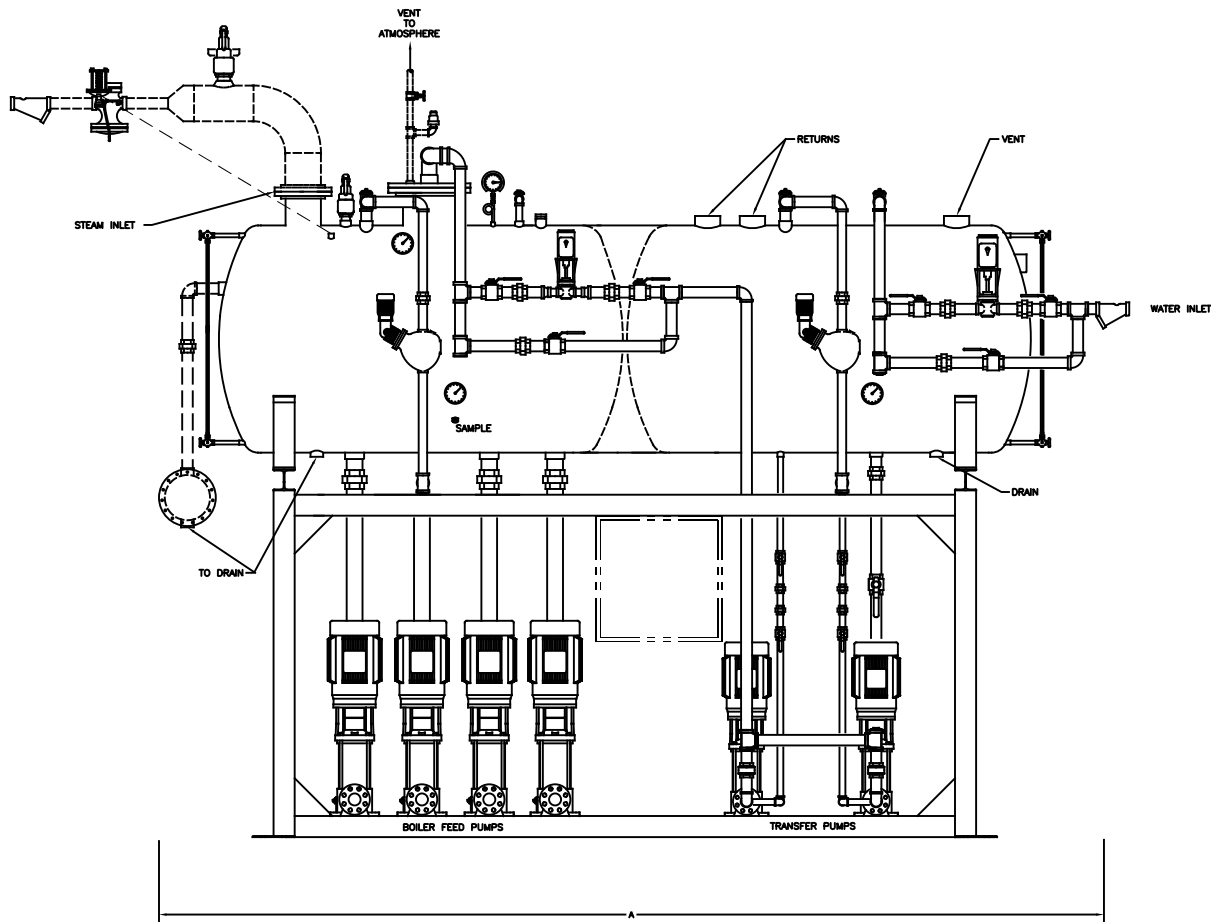 VENT
TO
ATMOSPHERE
RETURNS
VENT
STEAM INLET
WATER INLET
SAMPLE
DRAIN
TO DRAIN
BOILER FEED PUMPS
TRANSFER PUMPS
A